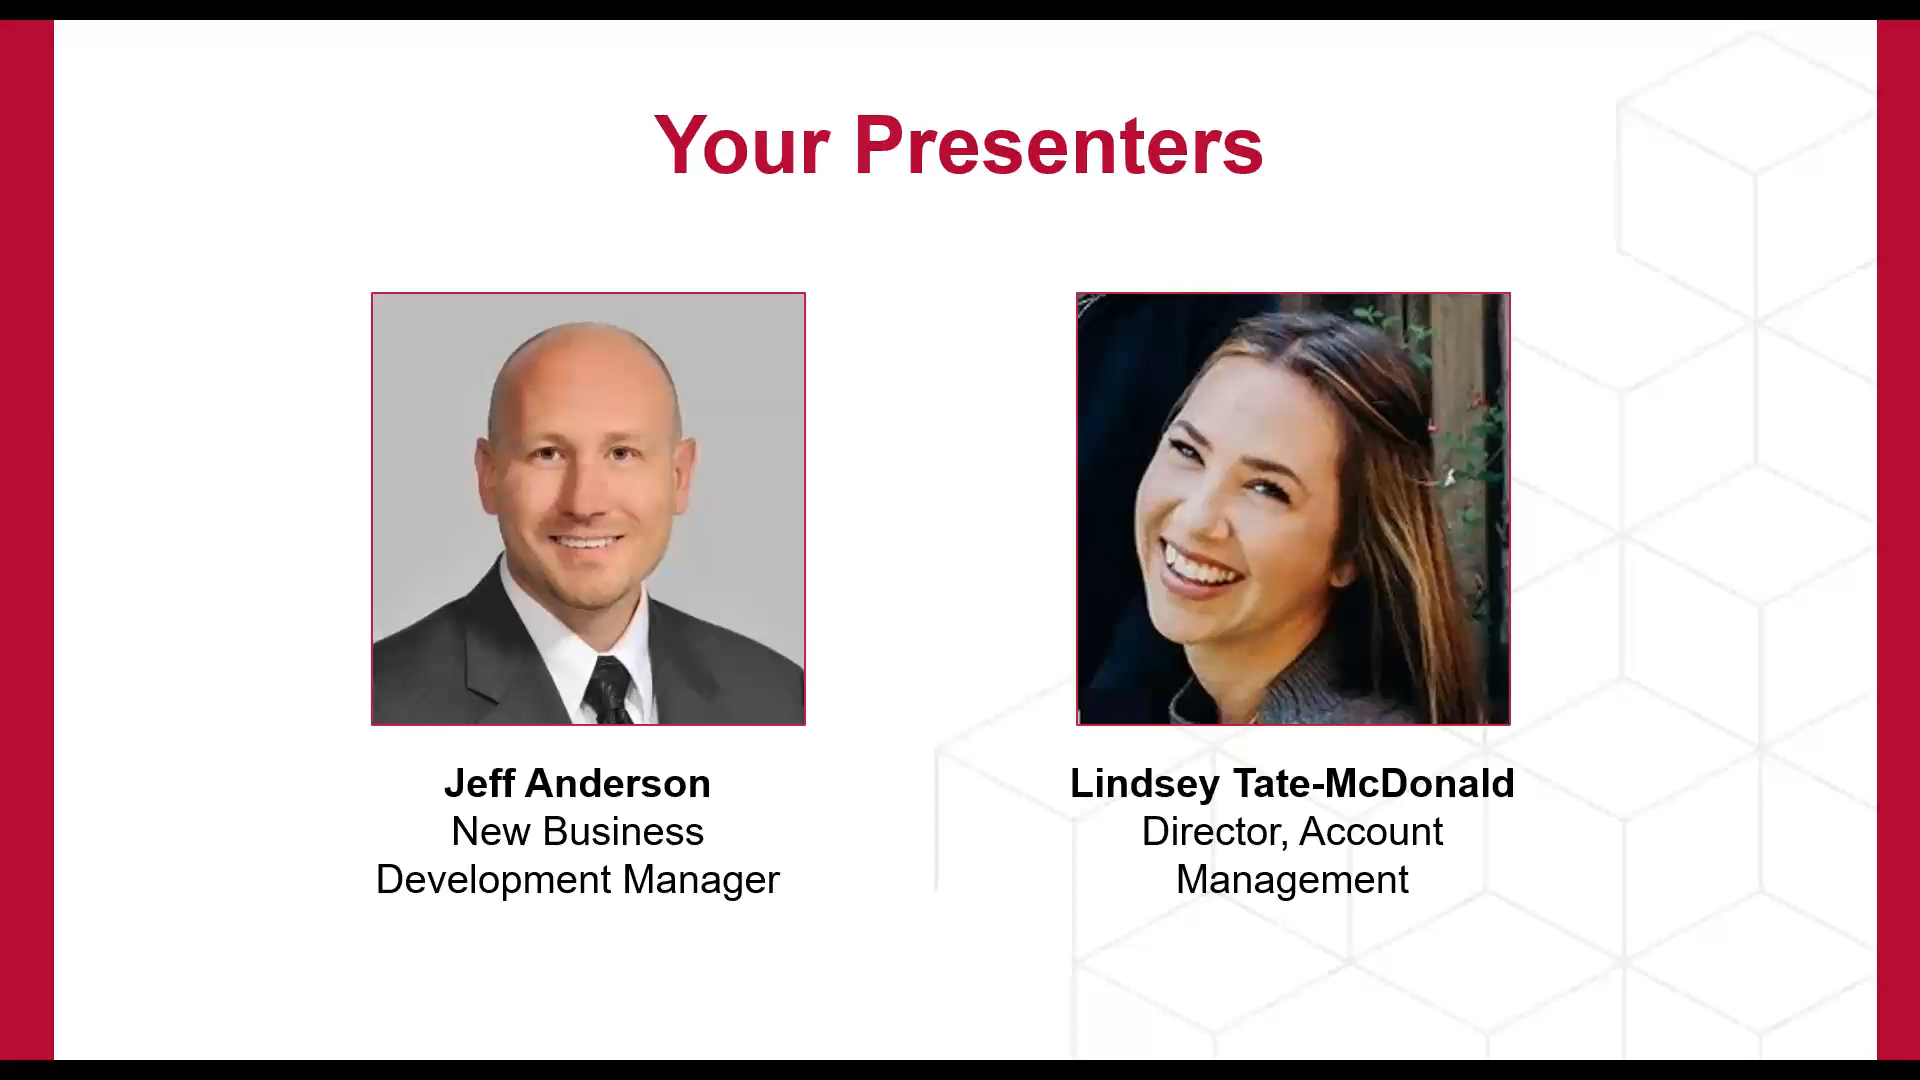 Your Presenters
Jeff Anderson
New Business
Development Manager
Lindsey Tate-McDonald
Director, Account
Management